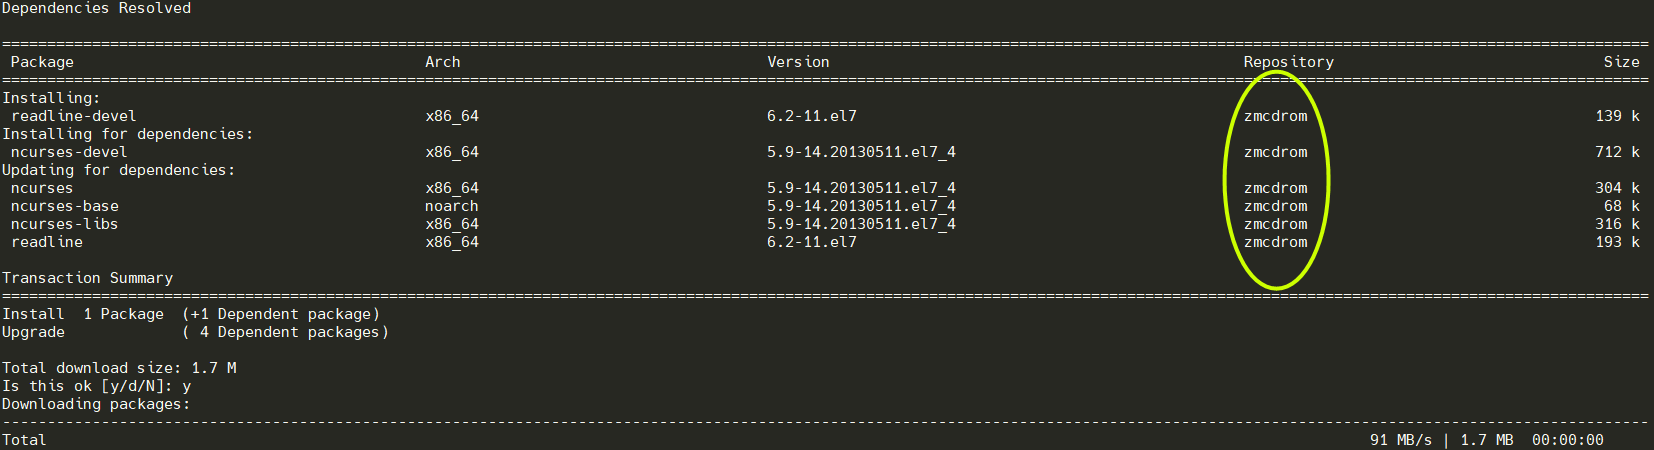 Dependencies Resolved
================================================================================
Package Arch Version Repository Size
================================================================================
Installing:
readline-devel x86_64 6.2-11.el7 zmcdrom 139 k
Installing for dependencies:
ncurses-devel x86_64 5.9-14.20130511.el7_4 zmcdrom 712 k
Updating for dependencies:
ncurses x86_64 5.9-14.20130511.el7_4 zmcdrom 304 k
ncurses-base noarch 5.9-14.20130511.el7_4 zmcdrom 68 k
ncurses-libs x86_64 5.9-14.20130511.el7_4 zmcdrom 316 k
readline x86_64 6.2-11.el7 zmcdrom 193 k
Transaction Summary
================================================================================
Install 1 Package (+1 Dependent package)
Upgrade ( 4 Dependent packages)
Total download size: 1.7 M
Is this ok [y/d/N]: y
Downloading packages:
--------------------------------------------------------------------------------
Total 91 MB/s | 1.7 MB 00:00:00